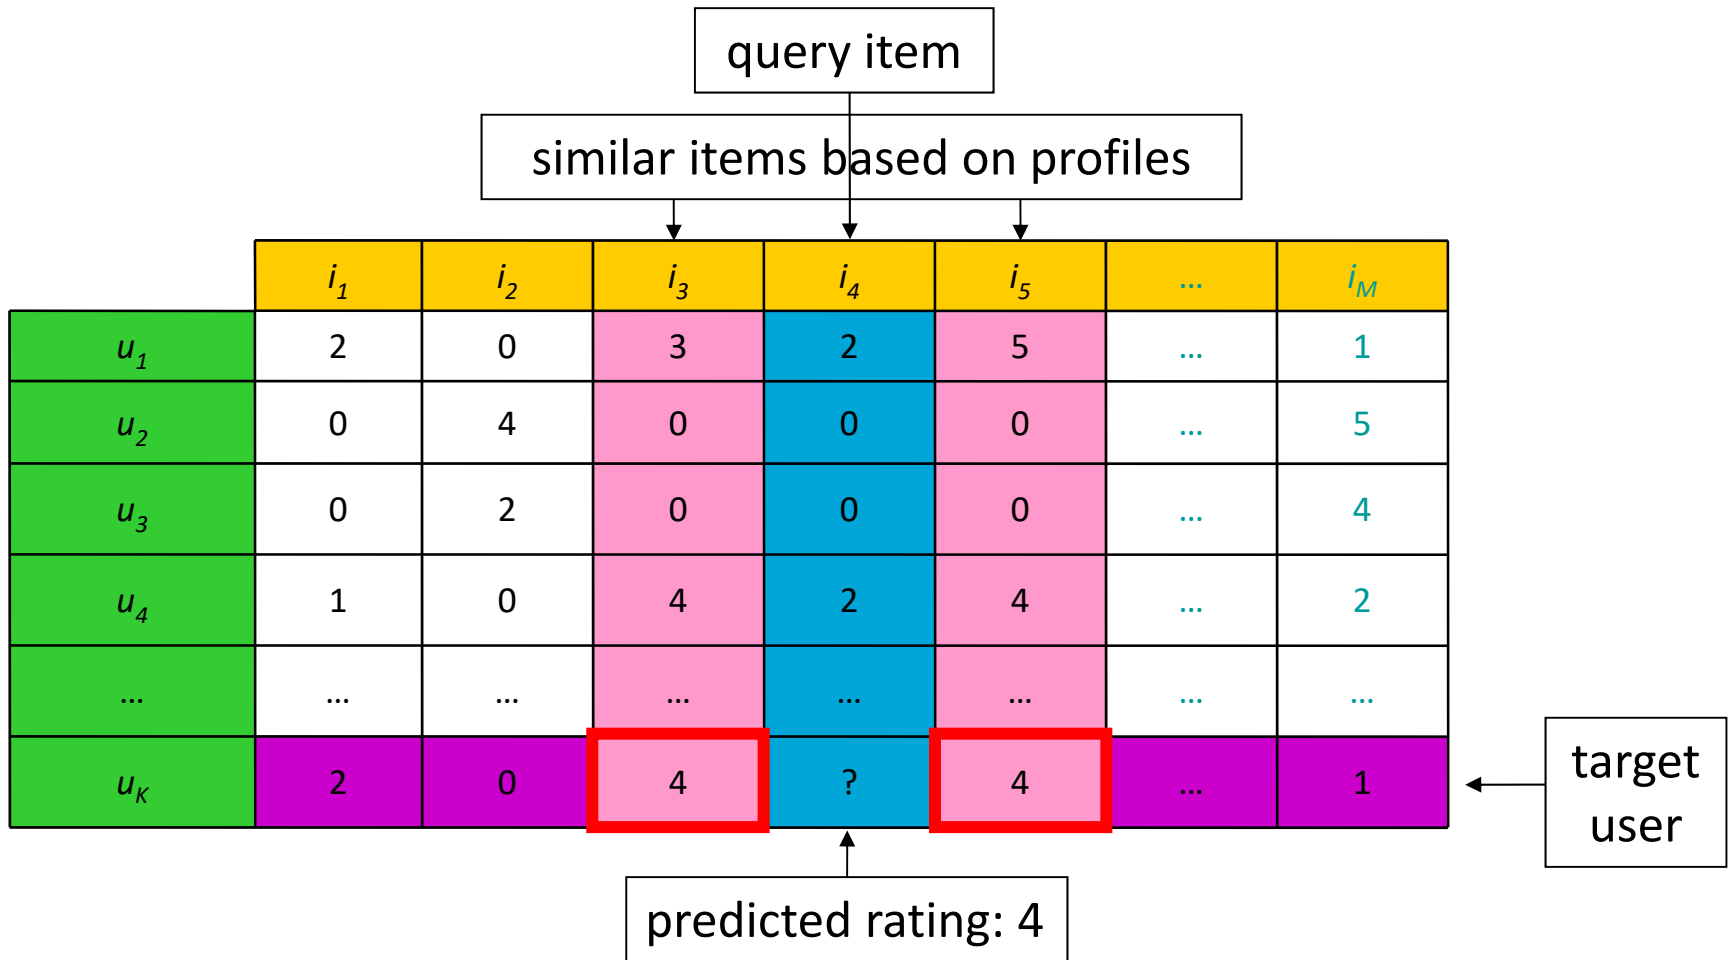 query item
similar items based on profiles
i1 i2 i3 i4 i5 … iM
u1 2 0 3 2 5 … 1
u2 0 4 0 0 0 … 5
u3 0 2 0 0 0 … 4
u4 1 0 4 2 4 … 2
… … … … … … … …
uK 2 0 4 ? 4 … 1
target
user
predicted rating: 4